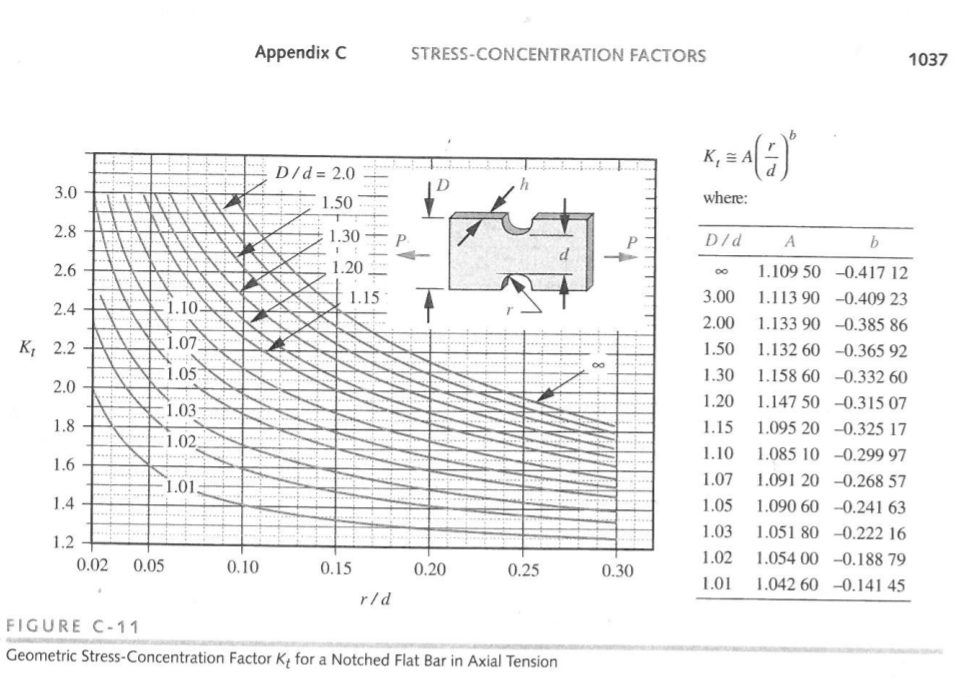 Appendix C STRESS-CONCENTRATION FACTORS 1037
D/d = 2.0
1.50
1.30
1.20
1.15
1.10
1.07
1.05
1.03
1.02
1.01
∞
3.0
2.8
2.6
2.4
2.2
2.0
1.8
1.6
1.4
1.2
K_t
0.02 0.05 0.10 0.15 0.20 0.25 0.30
r/d
D
h
P
d
P
r
K_t ≅ A(r/d)^b
where:
D/d A b
∞ 1.109 50 –0.417 12
3.00 1.113 90 –0.409 23
2.00 1.133 90 –0.385 86
1.50 1.132 60 –0.365 92
1.30 1.158 60 –0.332 60
1.20 1.147 50 –0.315 07
1.15 1.095 20 –0.325 17
1.10 1.085 10 –0.299 97
1.07 1.091 20 –0.268 57
1.05 1.090 60 –0.241 63
1.03 1.051 80 –0.222 16
1.02 1.054 00 –0.188 79
1.01 1.042 60 –0.141 45
FIGURE C-11
Geometric Stress-Concentration Factor K_t for a Notched Flat Bar in Axial Tension